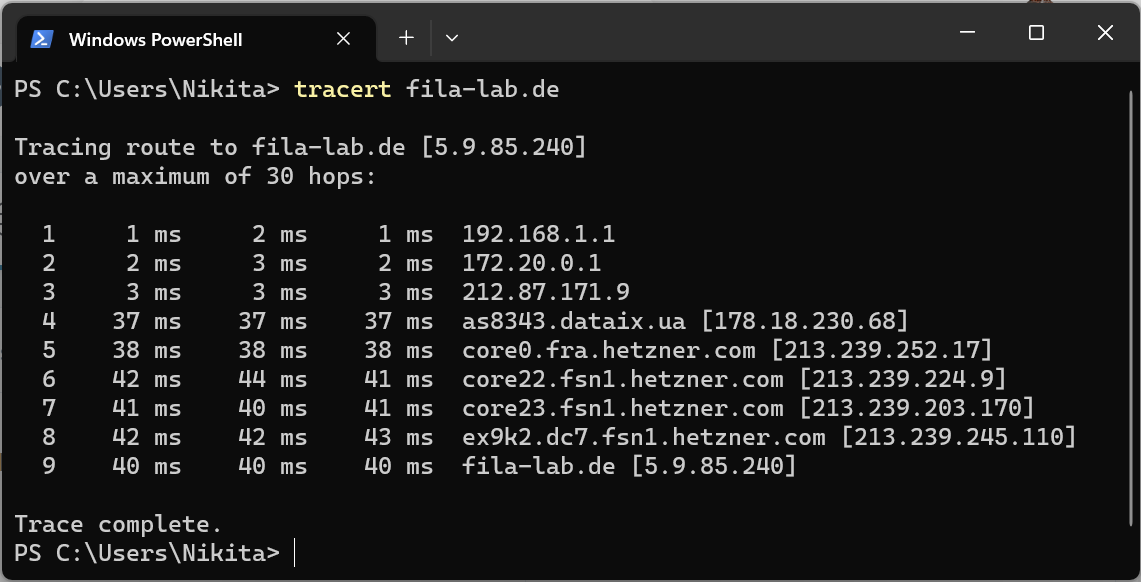 Windows PowerShell
PS C:\Users\Nikita> tracert fila-lab.de
Tracing route to fila-lab.de [5.9.85.240]
over a maximum of 30 hops:
1 1 ms 2 ms 1 ms 192.168.1.1
2 2 ms 3 ms 2 ms 172.20.0.1
3 3 ms 3 ms 3 ms 212.87.171.9
4 37 ms 37 ms 37 ms as8343.dataix.ua [178.18.230.68]
5 38 ms 38 ms 38 ms core0.fra.hetzner.com [213.239.252.17]
6 42 ms 44 ms 41 ms core22.fsn1.hetzner.com [213.239.224.9]
7 41 ms 40 ms 41 ms core23.fsn1.hetzner.com [213.239.203.170]
8 42 ms 42 ms 43 ms ex9k2.dc7.fsn1.hetzner.com [213.239.245.110]
9 40 ms 40 ms 40 ms fila-lab.de [5.9.85.240]
Trace complete.
PS C:\Users\Nikita>